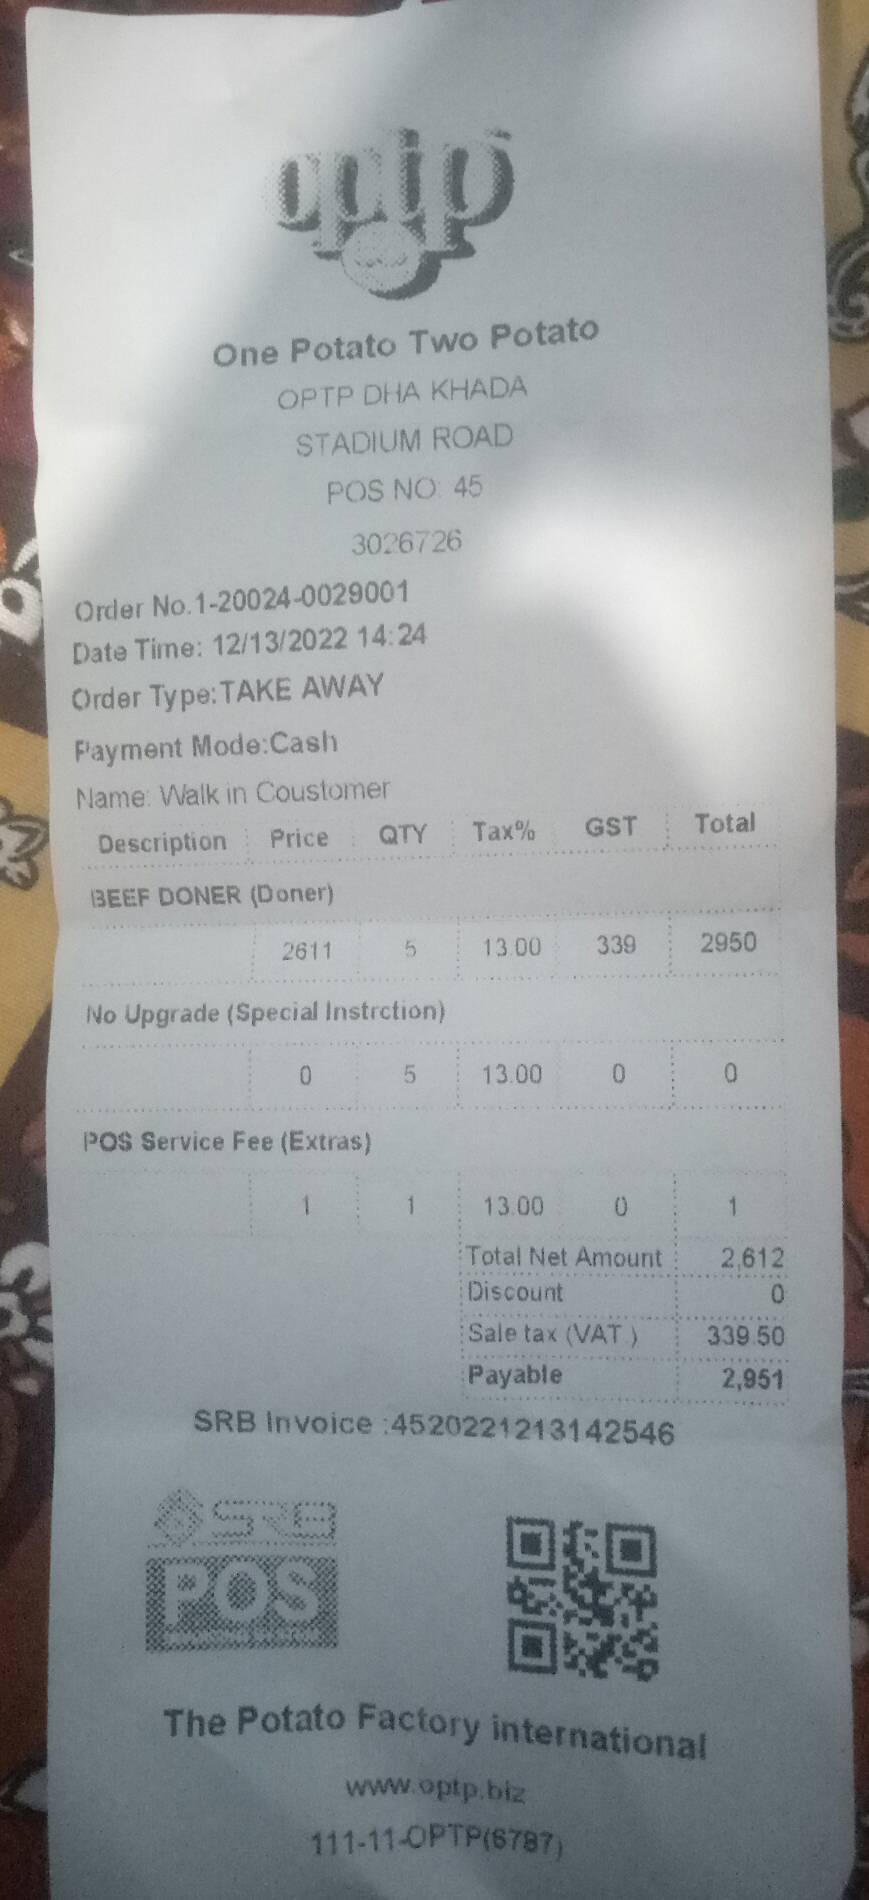 optp
One Potato Two Potato
OPTP DHA KHADA
STADIUM ROAD
POS NO: 45
3026726
Order No.1-20024-0029001
Date Time: 12/13/2022 14:24
Order Type:TAKE AWAY
Payment Mode:Cash
Name: Walk in Coustomer
Description Price QTY Tax% GST Total
BEEF DONER (Doner)
2611 5 13.00 339 2950
No Upgrade (Special Instrction)
0 5 13.00 0 0
POS Service Fee (Extras)
1 1 13.00 0 1
Total Net Amount 2,612
Discount 0
Sale tax (VAT ) 339.50
Payable 2,951
SRB Invoice :4520221213142546
SRB
POS
The Potato Factory international
www.optp.biz
111-11-OPTP(6787)